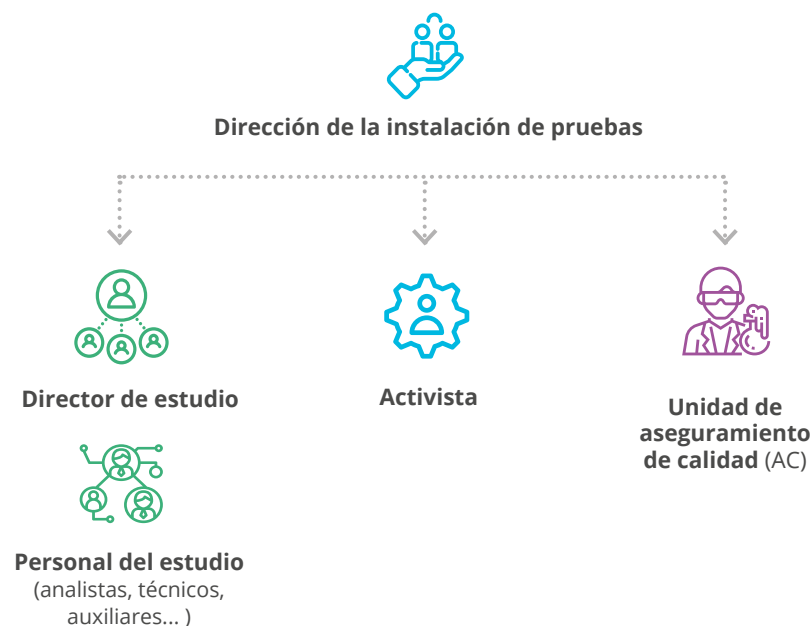 Dirección de la instalación de pruebas
Director de estudio
Activista
Unidad de
aseguramiento
de calidad (AC)
Personal del estudio
(analistas, técnicos,
auxiliares... )